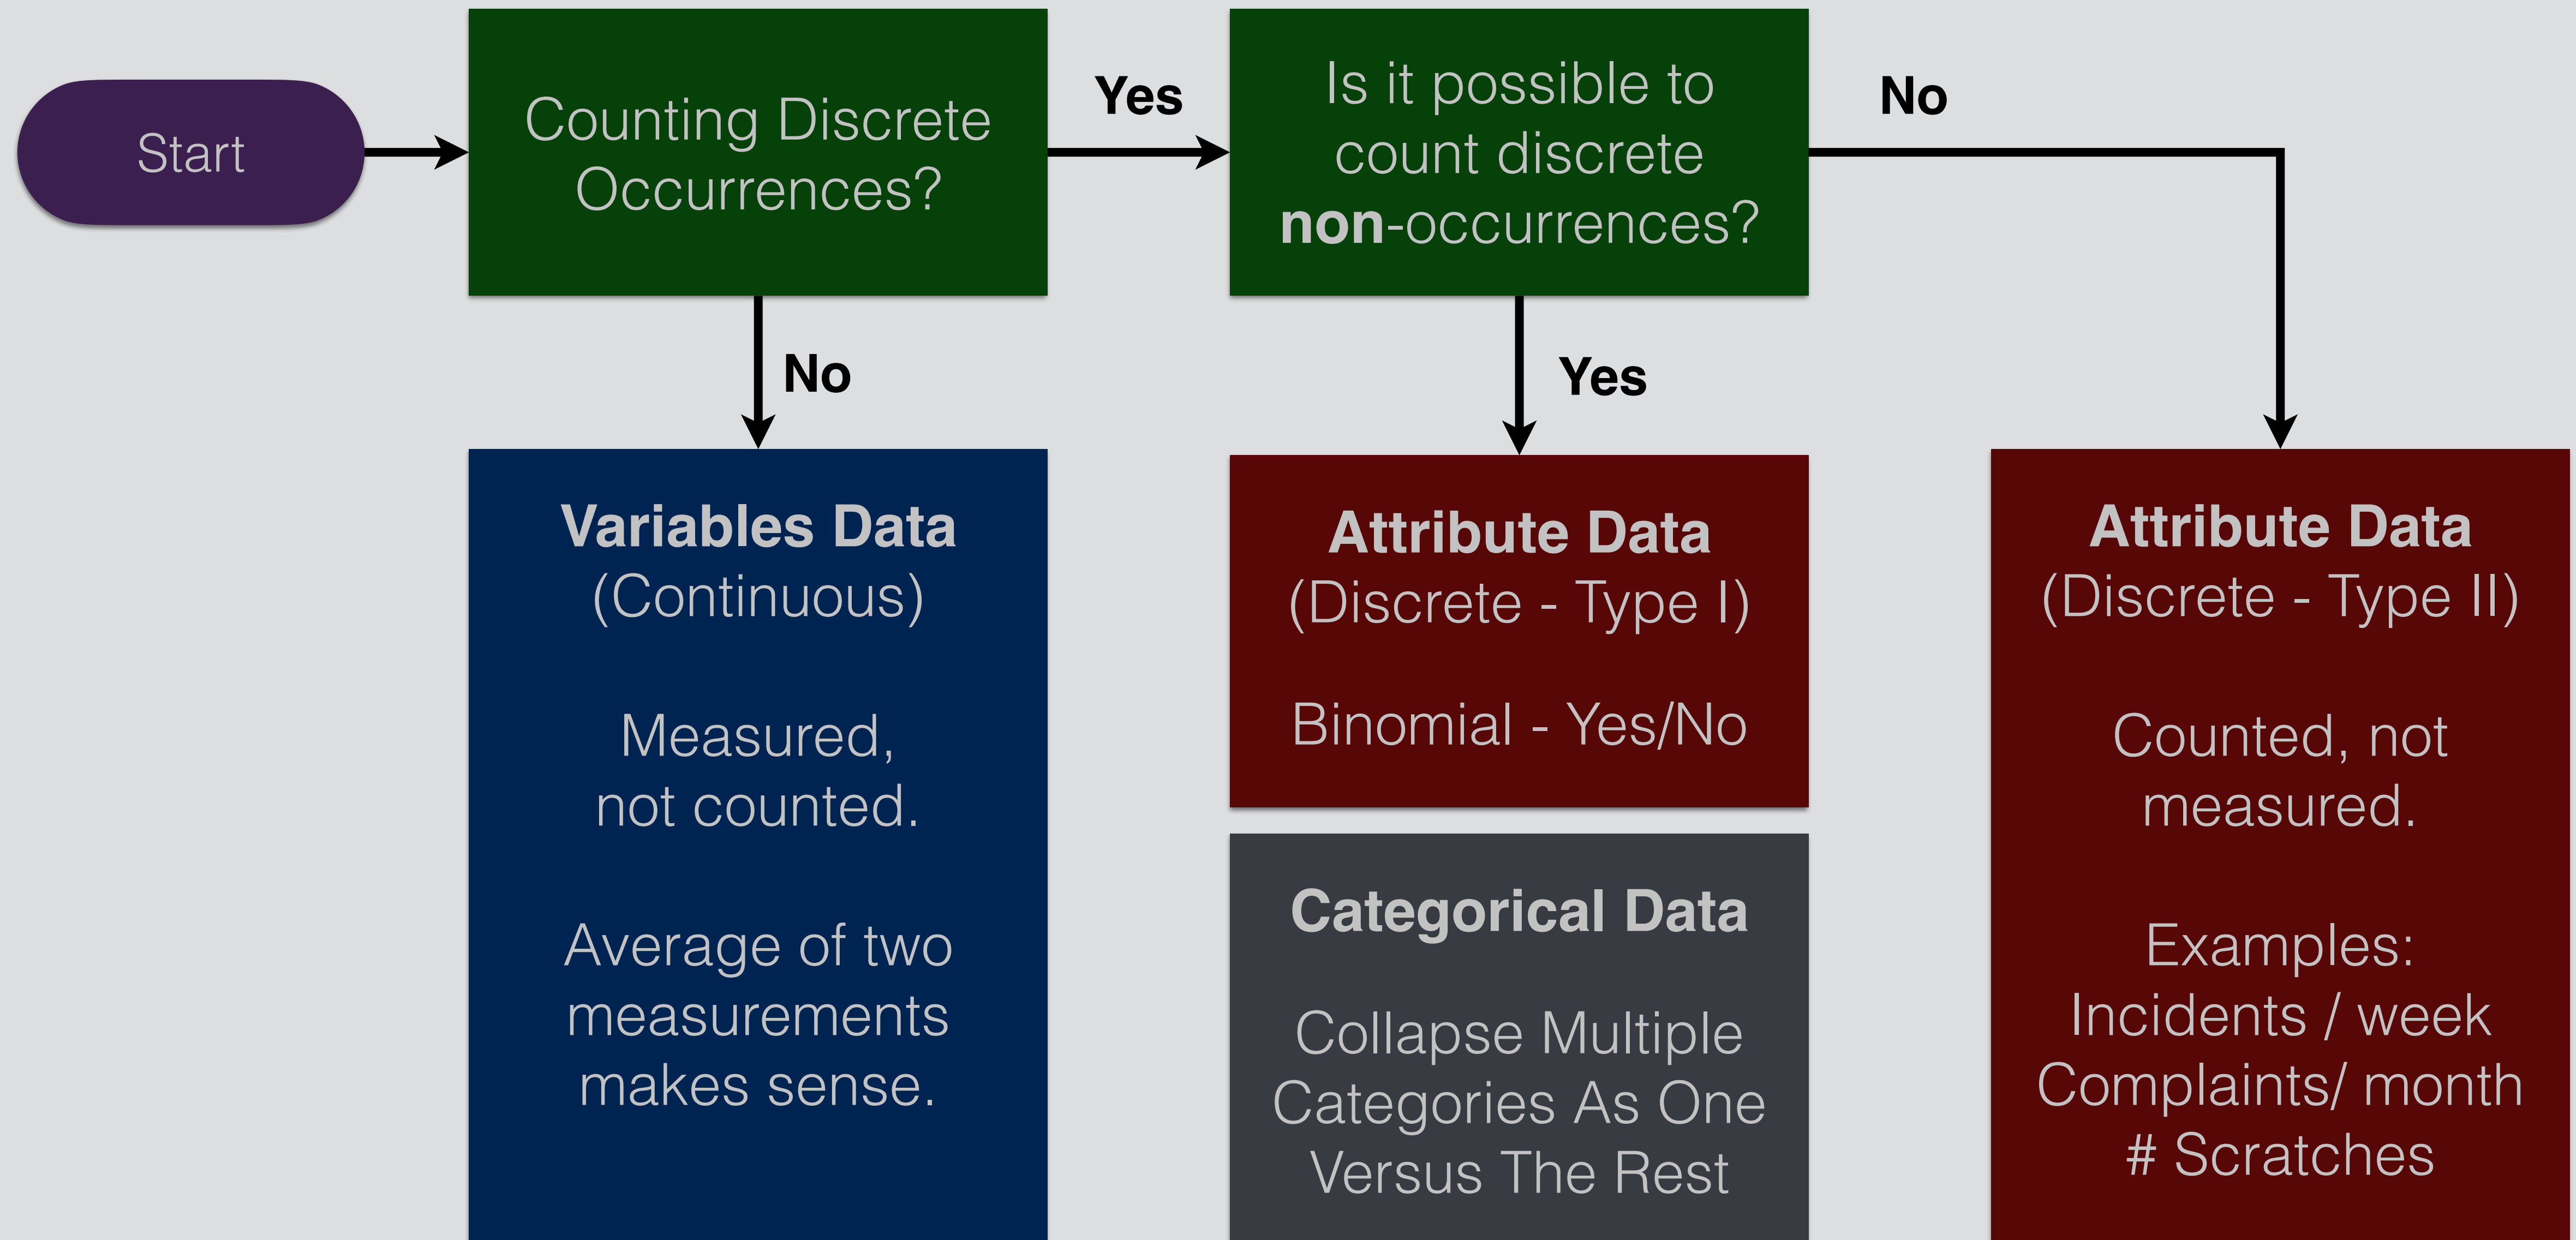 Start
Counting Discrete
Occurrences?
Yes
Is it possible to
count discrete
non-occurrences?
No
No
Yes
Variables Data
(Continuous)
Measured,
not counted.
Average of two
measurements
makes sense.
Attribute Data
(Discrete - Type I)
Binomial - Yes/No
Categorical Data
Collapse Multiple
Categories As One
Versus The Rest
Attribute Data
(Discrete - Type II)
Counted, not
measured.
Examples:
Incidents / week
Complaints/ month
# Scratches